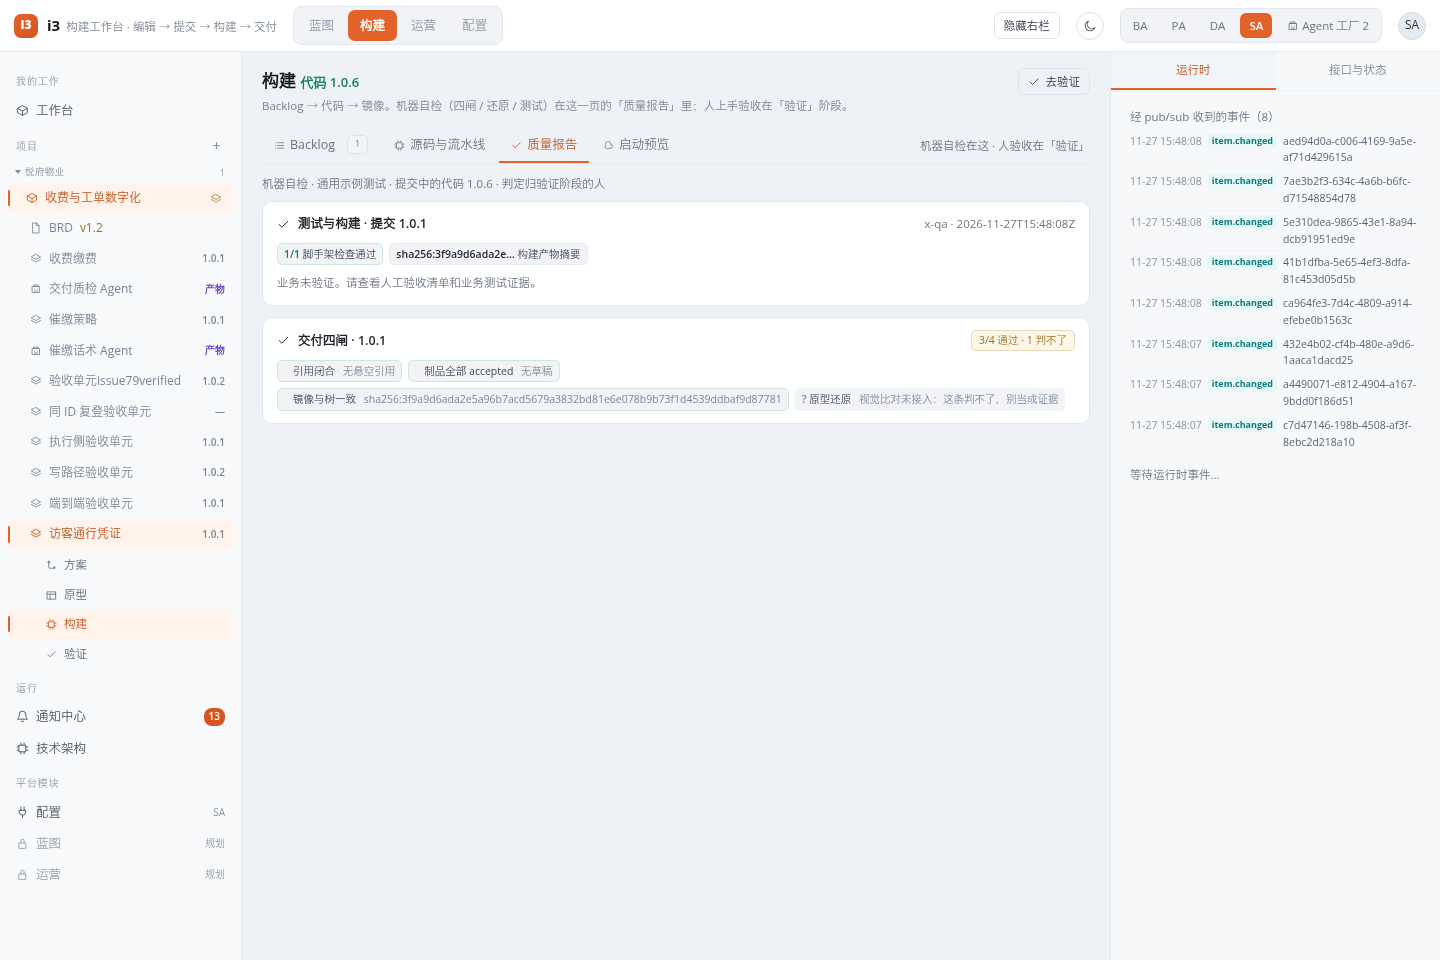 i3 i3 构建工作台 · 编辑 → 提交 → 构建 → 交付 蓝图 构建 运营 配置 隐藏右栏 BA PA DA SA Agent 工厂 2 SA
我的工作
工作台
项目 +
悦府物业 1
收费与工单数字化
BRD v1.2
收费缴费 1.0.1
交付质检 Agent 产物
催缴策略 1.0.1
催缴话术 Agent 产物
验收单元issue79verified 1.0.2
同 ID 复登验收单元 —
执行侧验收单元 1.0.1
写路径验收单元 1.0.2
端到端验收单元 1.0.1
访客通行凭证 1.0.1
方案
原型
构建
验证
运行
通知中心 13
技术架构
平台模块
配置 SA
蓝图 规划
运营 规划
构建 代码 1.0.6 去验证
Backlog → 代码 → 镜像。机器自检（四闸 / 还原 / 测试）在这一页的「质量报告」里；人上手验收在「验证」阶段。
Backlog 1 源码与流水线 质量报告 启动预览 机器自检在这 · 人验收在「验证」
机器自检 · 通用示例测试 · 提交中的代码 1.0.6 · 判定归验证阶段的人
测试与构建 · 提交 1.0.1 x-qa · 2026-11-27T15:48:08Z
1/1 脚手架检查通过 sha256:3f9a9d6ada2e… 构建产物摘要
业务未验证。请查看人工验收清单和业务测试证据。
交付四闸 · 1.0.1 3/4 通过 · 1 判不了
引用闭合 无悬空引用 制品全部 accepted 无草稿
镜像与树一致 sha256:3f9a9d6ada2e5a96b7acd5679a3832bd81e6e078b9b73f1d4539ddbaf9d87781 ? 原型还原 视觉比对未接入：这条判不了，别当成证据
运行时 接口与状态
经 pub/sub 收到的事件（8）
11-27 15:48:08 item.changed aed94d0a-c006-4169-9a5e-
af71d429615a
11-27 15:48:08 item.changed 7ae3b2f3-634c-4a6b-b6fc-
d71548854d78
11-27 15:48:08 item.changed 5e310dea-9865-43e1-8a94-
dcb91951ed9e
11-27 15:48:08 item.changed 41b1dfba-5e65-4ef3-8dfa-
81c453d05d5b
11-27 15:48:08 item.changed ca964fe3-7d4c-4809-a914-
efebe0b1563c
11-27 15:48:07 item.changed 432e4b02-cf4b-480e-a9d6-
1aaca1dacd25
11-27 15:48:07 item.changed a4490071-e812-4904-a167-
9bdd0f186d51
11-27 15:48:07 item.changed c7d47146-198b-4508-af3f-
8ebc2d218a10
等待运行时事件…